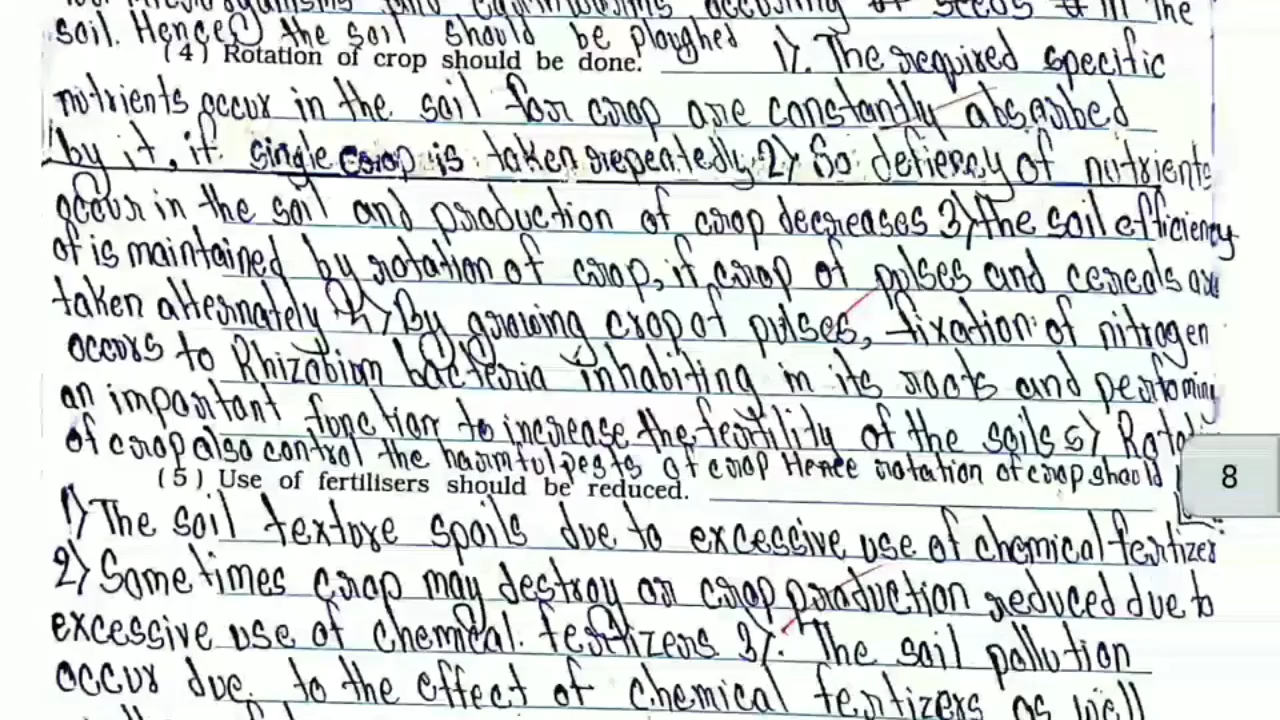 soil. Hence, the soil should be ploughed
(4) Rotation of crop should be done. 1). The required specific
nutrients occur in the soil for crop are constantly absorbed
by it, if single crop is taken repeatedly 2) So defiency of nutrients
occur in the soil and production of crop decreases 3) the soil efficiency
of is maintained by rotation of crop, if crop of pulses and cereals are
taken alternately 4) By growing crop of pulses, fixation of nitrogen
occurs to Rhizobium bacteria inhabiting in its roots and performing
an important function to increase the fertility of the soils 5)
of crop also control the harmful pests of crop Hence rotation of crop should
(5) Use of fertilisers should be reduced.
1) The soil texture spoils due to excessive use of chemical fertizer
2) Sometimes crop may destroy or crop production reduced due to
excessive use of chemical. fertizers 3). The soil pollution
occur due to the effect of chemical fertizers as well
8